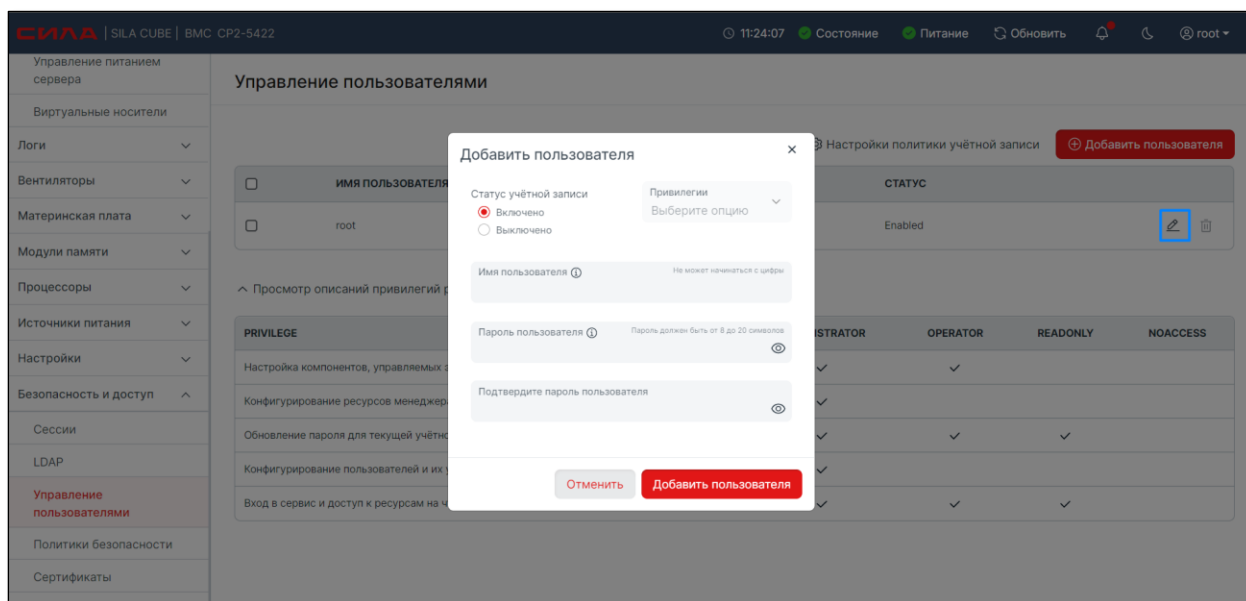 СИЛА | SILA CUBE | BMC CP2-5422
11:24:07 Состояние Питание Обновить root
Управление питанием
сервера
Виртуальные носители
Логи
Вентиляторы
Материнская плата
Модули памяти
Процессоры
Источники питания
Настройки
Безопасность и доступ
Сессии
LDAP
Управление
пользователями
Политики безопасности
Сертификаты
Управление пользователями
Настройки политики учётной записи
Добавить пользователя
ИМЯ ПОЛЬЗОВАТЕЛЯ
СТАТУС
root
Enabled
Просмотр описаний привилегий
PRIVILEGE
OPERATOR
READONLY
NOACCESS
Настройка компонентов, управляемых
Конфигурирование ресурсов
Обновление пароля для текущей
Конфигурирование пользователей и их
Вход в сервис и доступ к ресурсам на
Добавить пользователя
Статус учётной записи
Включено
Выключено
Привилегии
Выберите опцию
Имя пользователя
Не может начинаться с цифры
Пароль пользователя
Пароль должен быть от 8 до 20 символов
Подтвердите пароль пользователя
Отменить
Добавить пользователя